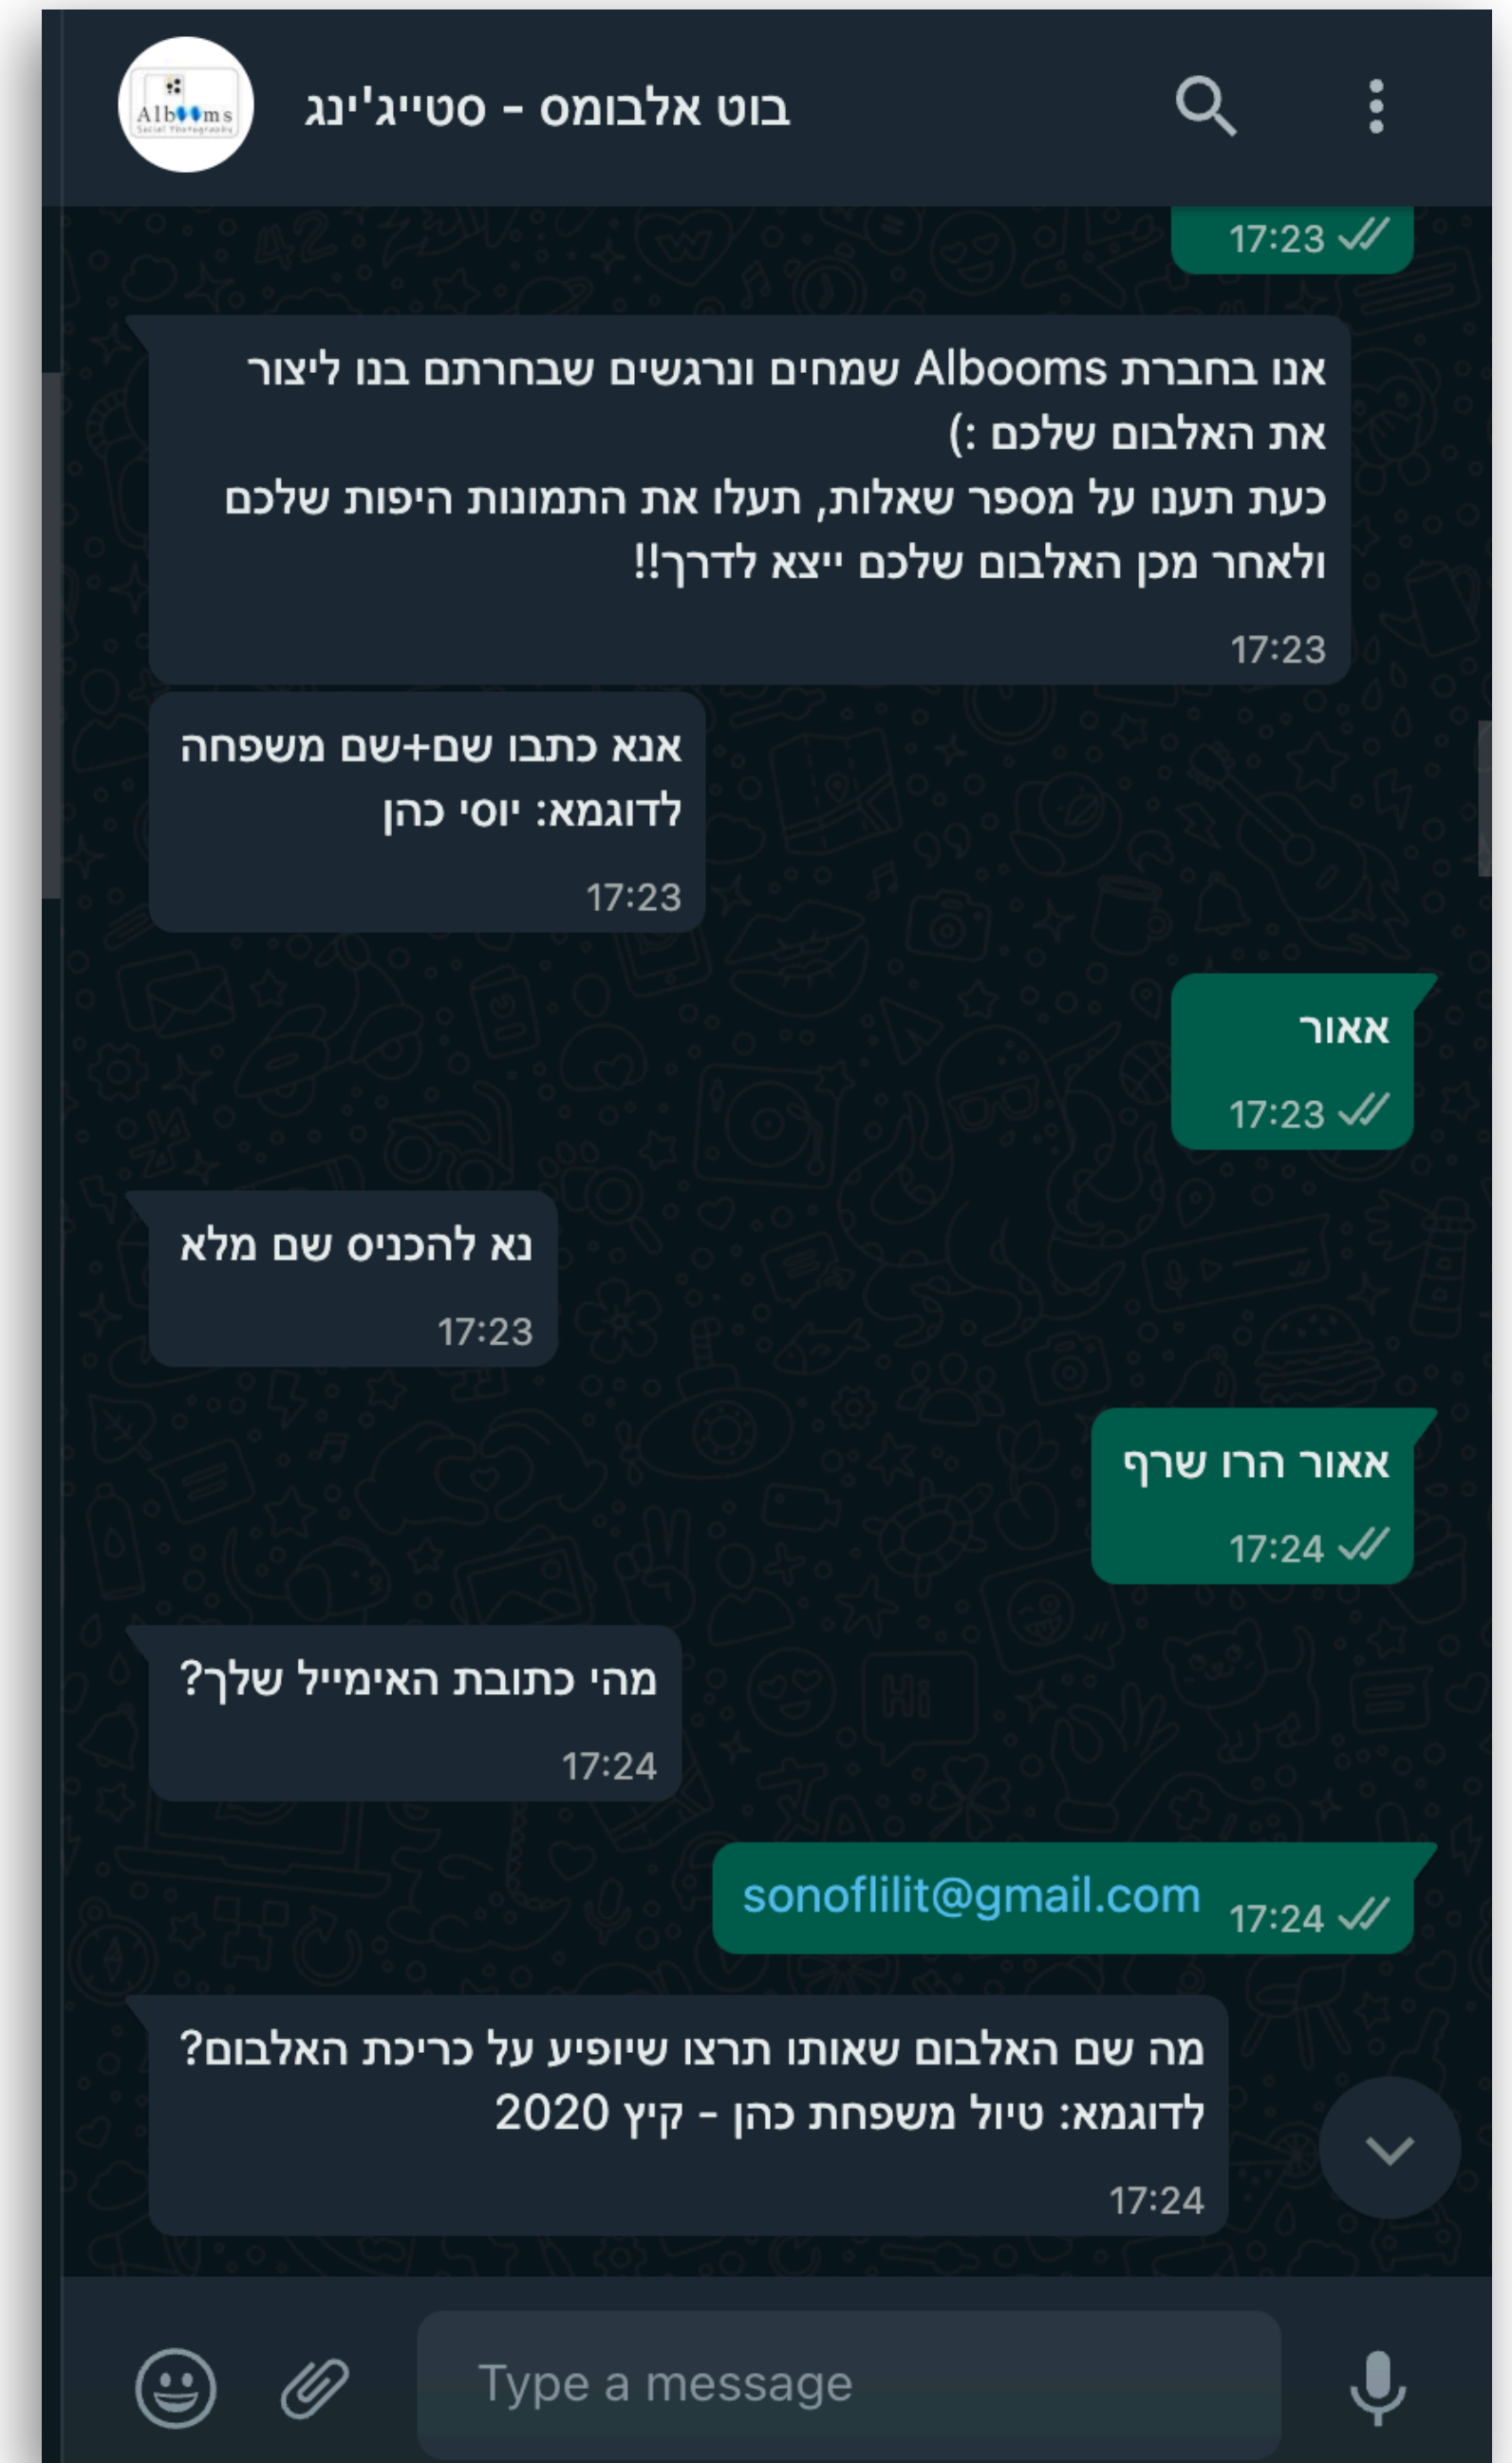 Albooms
Social Photography
בוט אלבומס - סטייג'ינג
17:23
אנו בחברת Albooms שמחים ונרגשים שבחרתם בנו ליצור
את האלבום שלכם :)
כעת תענו על מספר שאלות, תעלו את התמונות היפות שלכם
ולאחר מכן האלבום שלכם ייצא לדרך!!
17:23
אנא כתבו שם+שם משפחה
לדוגמא: יוסי כהן
17:23
אאור
17:23
נא להכניס שם מלא
17:23
אאור הרו שרף
17:24
מהי כתובת האימייל שלך?
17:24
sonoflilit@gmail.com 17:24
מה שם האלבום שאותו תרצו שיופיע על כריכת האלבום?
לדוגמא: טיול משפחת כהן - קיץ 2020
17:24
Type a message